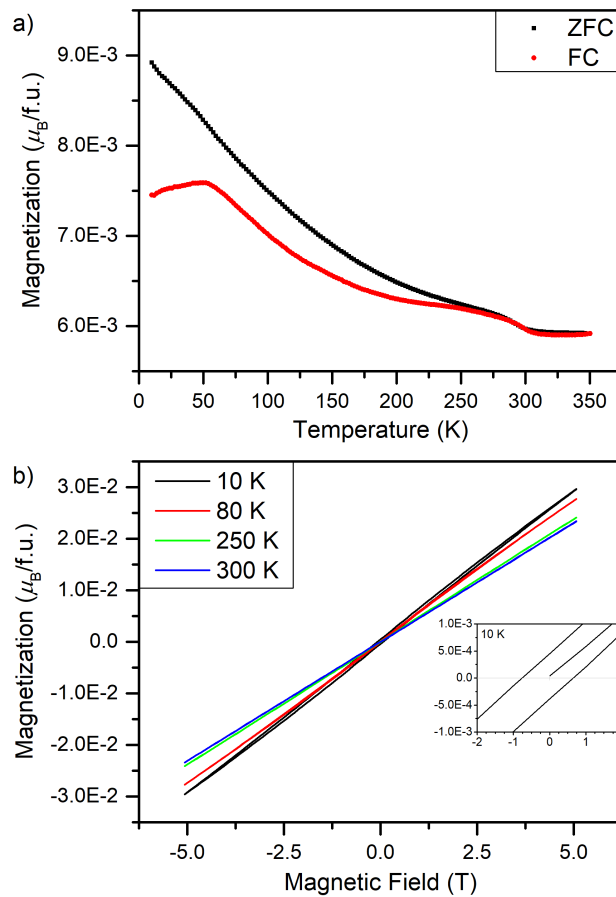 a)
ZFC
FC
9.0E-3
8.0E-3
7.0E-3
6.0E-3
Magnetization (μB/f.u.)
0 50 100 150 200 250 300 350
Temperature (K)
b)
10 K
80 K
250 K
300 K
3.0E-2
2.0E-2
1.0E-2
0.0
-1.0E-2
-2.0E-2
-3.0E-2
Magnetization (μB/f.u.)
10 K
1.0E-3
5.0E-4
0.0
-5.0E-4
-1.0E-3
-2 -1 0 1
-5.0 -2.5 0.0 2.5 5.0
Magnetic Field (T)